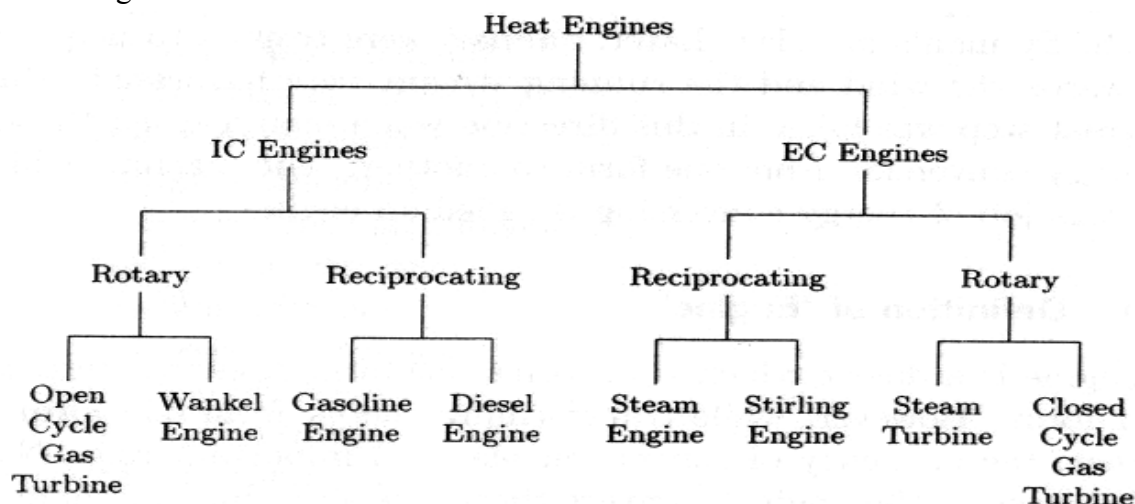 Heat Engines
IC Engines
EC Engines
Rotary
Reciprocating
Reciprocating
Rotary
Open
Cycle
Gas
Turbine
Wankel
Engine
Gasoline
Engine
Diesel
Engine
Steam
Engine
Stirling
Engine
Steam
Turbine
Closed
Cycle
Gas
Turbine